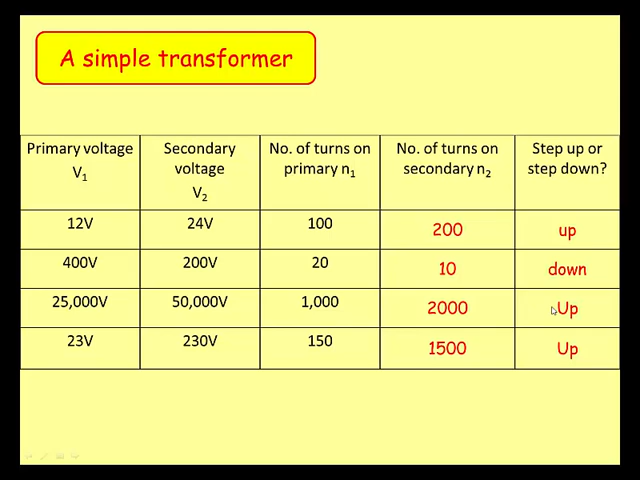 A simple transformer
Primary voltage V₁ | Secondary voltage V₂ | No. of turns on primary n₁ | No. of turns on secondary n₂ | Step up or step down?
12V | 24V | 100 | 200 | up
400V | 200V | 20 | 10 | down
25,000V | 50,000V | 1,000 | 2000 | Up
23V | 230V | 150 | 1500 | Up